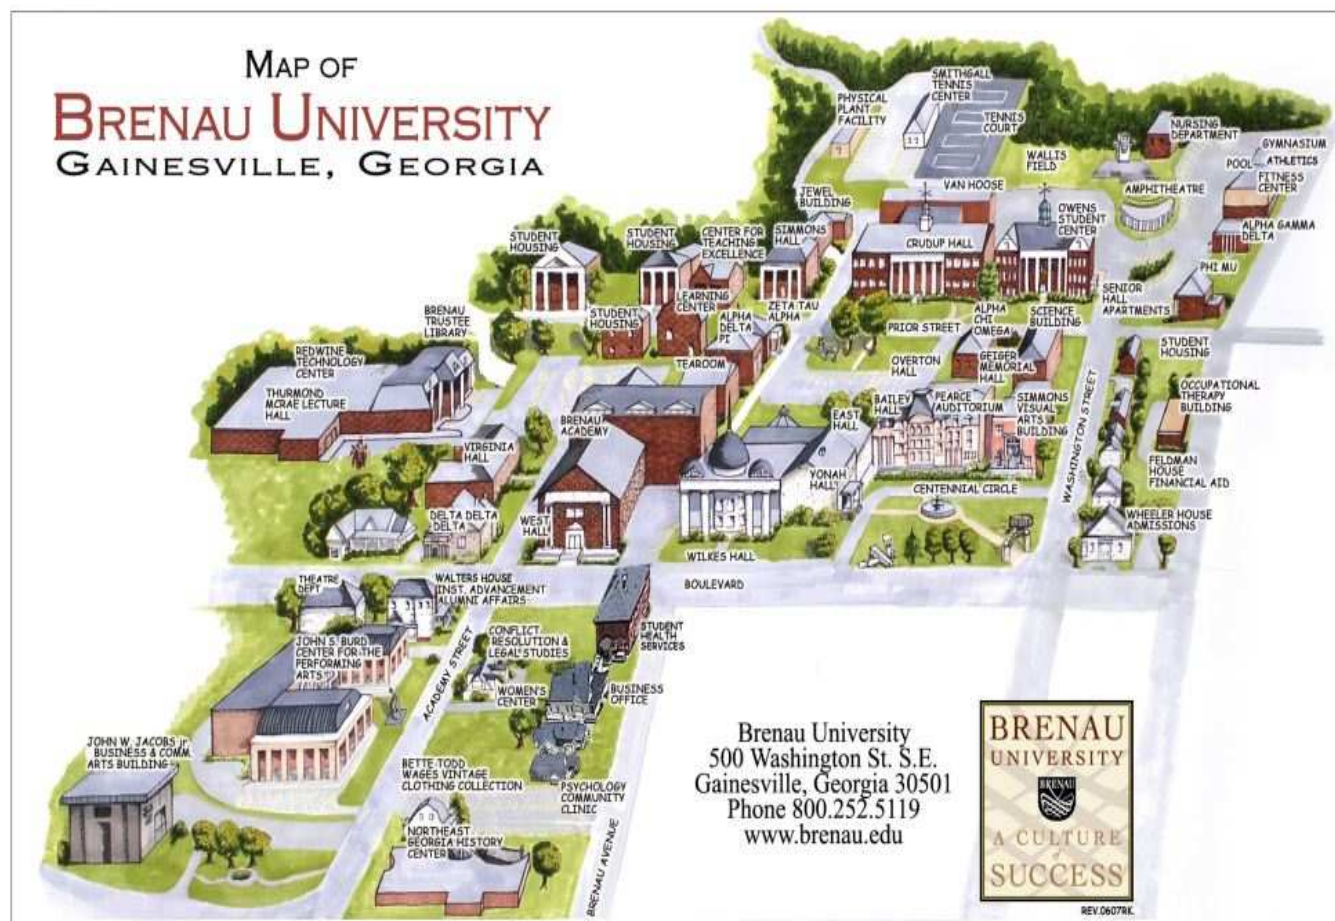 MAP OF
BRENAU UNIVERSITY
GAINESVILLE, GEORGIA
SMITHGALL
TENNIS
CENTER
PHYSICAL
PLANT
FACILITY
TENNIS
COURT
NURSING
DEPARTMENT
WALLIS
FIELD
GYMNASIUM
POOL
ATHLETICS
FITNESS
CENTER
VAN HOOSE
AMPHITHEATRE
JEWEL
BUILDING
OWENS
STUDENT
CENTER
ALPHA GAMMA
DELTA
STUDENT
HOUSING
STUDENT
HOUSING
CENTER FOR
TEACHING
EXCELLENCE
SIMMONS
HALL
CRUDUP HALL
PHI MU
SENIOR
HALL
APARTMENTS
BRENAU
TRUSTEE
LIBRARY
STUDENT
HOUSING
LEARNING
CENTER
ALPHA
DELTA
PI
ZETA TAU
ALPHA
PRIOR STREET
ALPHA
CHI
OMEGA
SCIENCE
BUILDING
STUDENT
HOUSING
REDWINE
TECHNOLOGY
CENTER
THURMOND
MCRAE LECTURE
HALL
TEAROOM
OVERTON
HALL
GEIGER
MEMORIAL
HALL
OCCUPATIONAL
THERAPY
BUILDING
BRENAU
ACADEMY
EAST
HALL
BAILEY
HALL
PEARCE
AUDITORIUM
SIMMONS
VISUAL
ARTS
BUILDING
WASHINGTON STREET
VIRGINIA
HALL
YONAH
HALL
CENTENNIAL CIRCLE
FELDMAN
HOUSE
FINANCIAL AID
DELTA DELTA
DELTA
WEST
HALL
WILKES HALL
WHEELER HOUSE
ADMISSIONS
BOULEVARD
THEATRE
DEPT
WALTERS HOUSE
INST. ADVANCEMENT
ALUMNI AFFAIRS
JOHN S. BURD
CENTER FOR THE
PERFORMING
ARTS
ACADEMY STREET
CONFLICT
RESOLUTION &
LEGAL STUDIES
STUDENT
HEALTH
SERVICES
WOMEN'S
CENTER
BUSINESS
OFFICE
JOHN W. JACOBS jr
BUSINESS & COMM.
ARTS BUILDING
BETTE TODD
WAGES VINTAGE
CLOTHING COLLECTION
PSYCHOLOGY
COMMUNITY
CLINIC
NORTHEAST
GEORGIA HISTORY
CENTER
BRENAU AVENUE
Brenau University
500 Washington St. S.E.
Gainesville, Georgia 30501
Phone 800.252.5119
www.brenau.edu
BRENAU
UNIVERSITY
BRENAU
A CULTURE
of
SUCCESS
REV.0607RK.